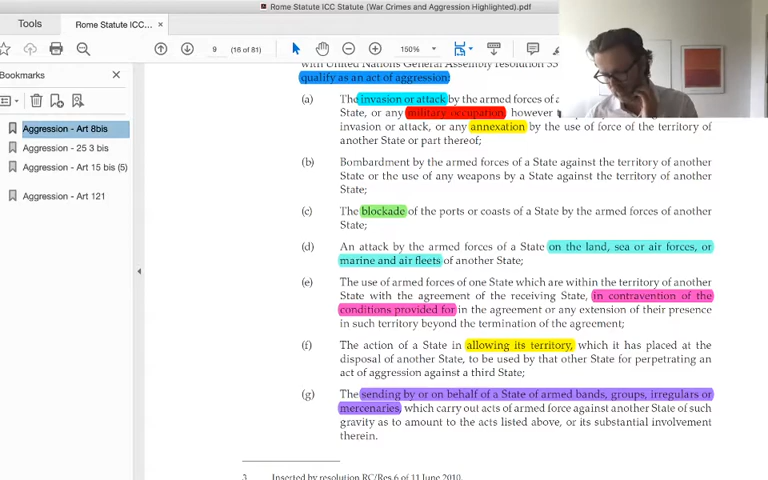 Rome Statute ICC Statute (War Crimes and Aggression Highlighted).pdf
Tools
Rome Statute ICC... ×
9 (16 of 81)
150%
Bookmarks ×
Aggression - Art 8bis
Aggression - 25 3 bis
Aggression - Art 15 bis (5)
Aggression - Art 121
with United Nations General Assembly resolution
qualify as an act of aggression:
(a) The invasion or attack by the armed forces of
State, or any military occupation, however
invasion or attack, or any annexation by the use of force of the territory of
another State or part thereof;
(b) Bombardment by the armed forces of a State against the territory of another
State or the use of any weapons by a State against the territory of another
State;
(c) The blockade of the ports or coasts of a State by the armed forces of another
State;
(d) An attack by the armed forces of a State on the land, sea or air forces, or
marine and air fleets of another State;
(e) The use of armed forces of one State which are within the territory of another
State with the agreement of the receiving State, in contravention of the
conditions provided for in the agreement or any extension of their presence
in such territory beyond the termination of the agreement;
(f) The action of a State in allowing its territory, which it has placed at the
disposal of another State, to be used by that other State for perpetrating an
act of aggression against a third State;
(g) The sending by or on behalf of a State of armed bands, groups, irregulars or
mercenaries, which carry out acts of armed force against another State of such
gravity as to amount to the acts listed above, or its substantial involvement
therein.
3 Inserted by resolution RC/Res.6 of 11 June 2010.